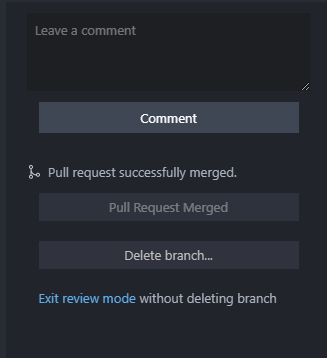 Leave a comment
Comment
Pull request successfully merged.
Pull Request Merged
Delete branch...
Exit review mode without deleting branch